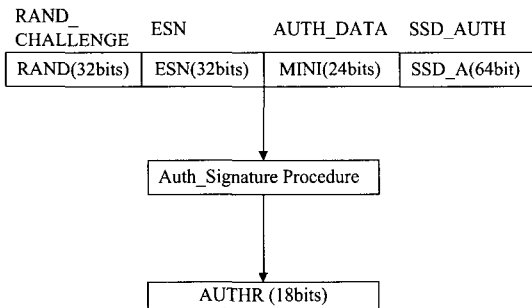 RAND_
CHALLENGE ESN AUTH_DATA SSD_AUTH
RAND(32bits) ESN(32bits) MINI(24bits) SSD_A(64bit)
Auth_Signature Procedure
AUTHR (18bits)